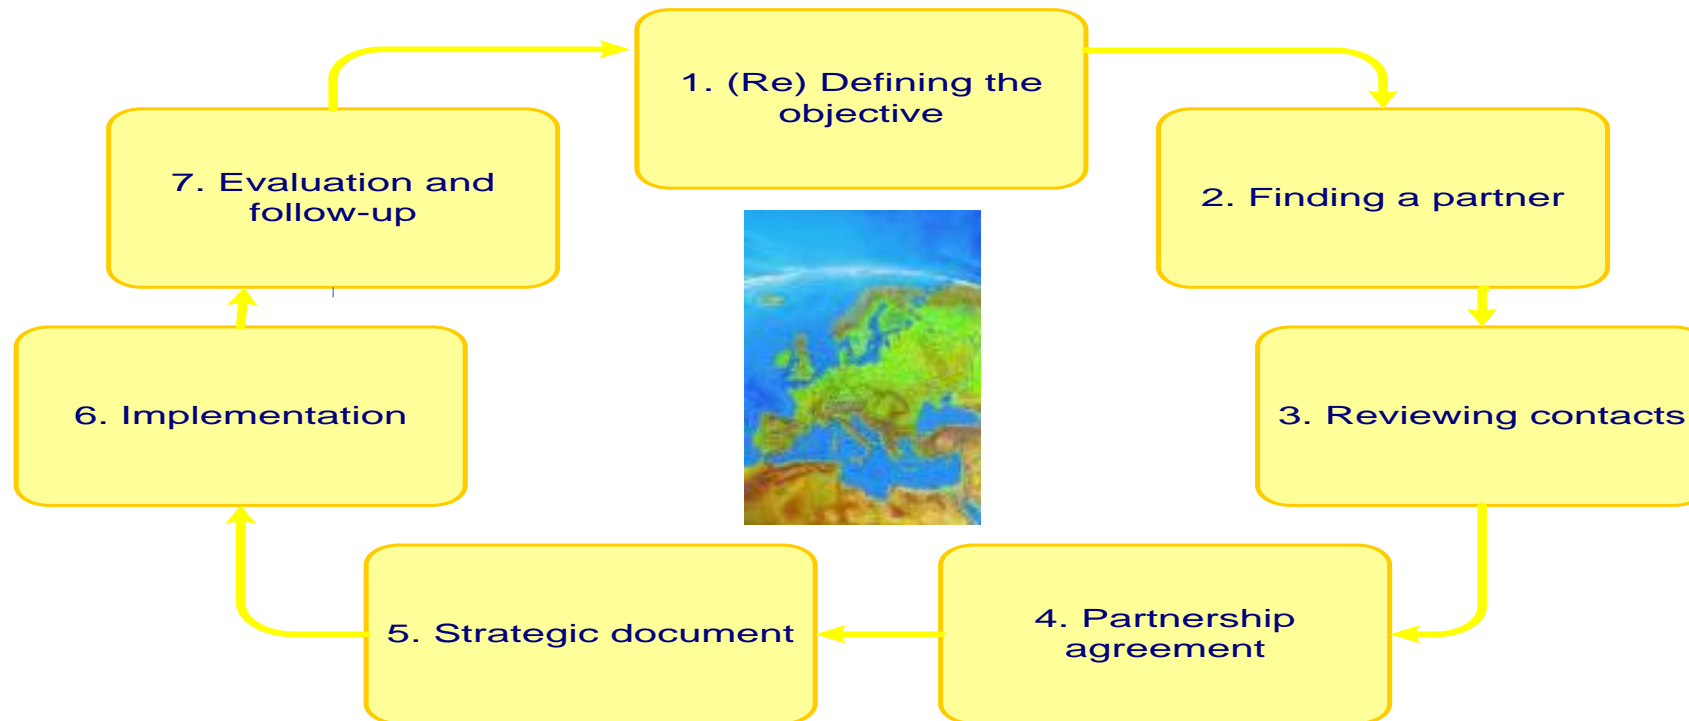 1. (Re) Defining the
objective
2. Finding a partner
3. Reviewing contacts
4. Partnership
agreement
5. Strategic document
6. Implementation
7. Evaluation and
follow-up